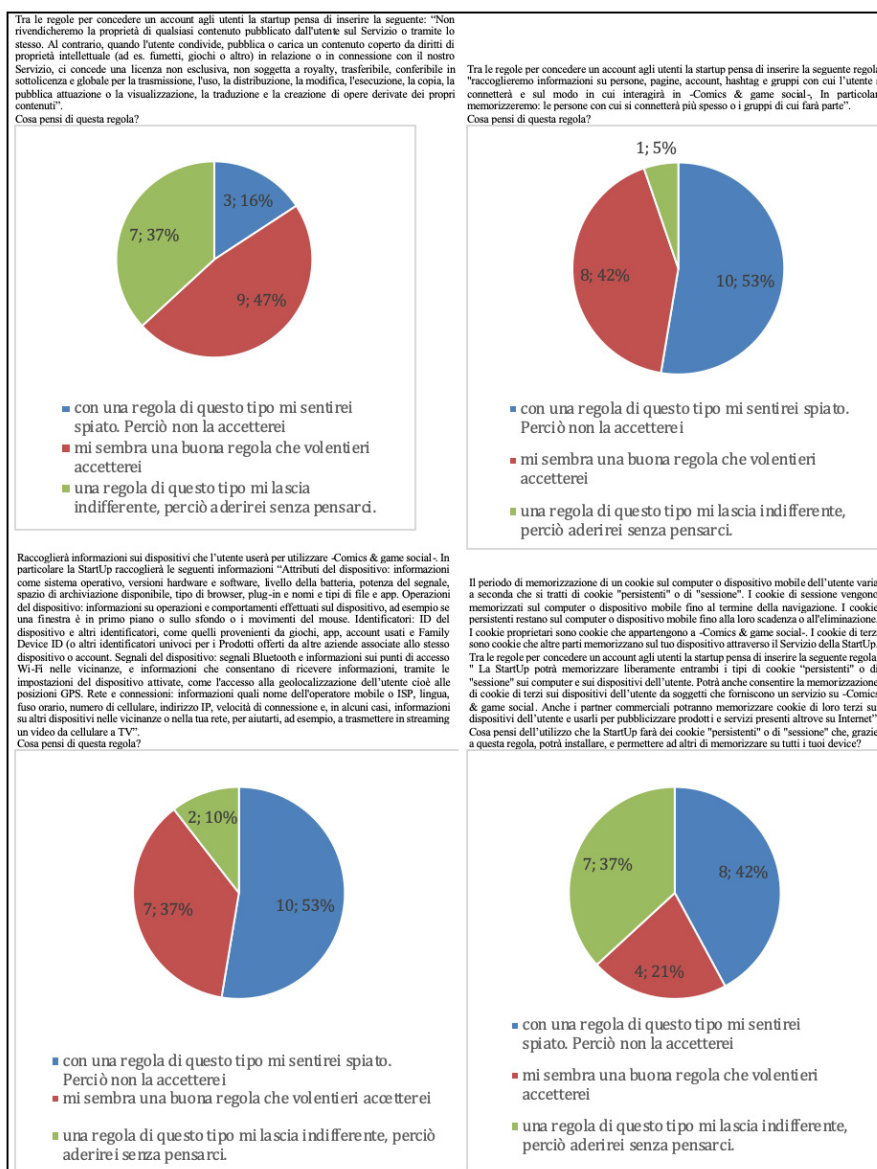 Tra le regole per concedere un account agli utenti la startup pensa di inserire la seguente: “Non
rivendicheremo la proprietà di qualsiasi contenuto pubblicato dall'utente sul Servizio o tramite lo
stesso. Al contrario, quando l'utente condivide, pubblica o carica un contenuto coperto da diritti di
proprietà intellettuale (ad es. fumetti, giochi o altro) in relazione o in connessione con il nostro
Servizio, ci concede una licenza non esclusiva, non soggetta a royalty, trasferibile, conferibile in
sottolicenza e globale per la trasmissione, l'uso, la distribuzione, la modifica, l'esecuzione, la copia, la
pubblica attuazione o la visualizzazione, la traduzione e la creazione di opere derivate dei propri
contenuti”.
Cosa pensi di questa regola?
3; 16%
7; 37%
9; 47%
con una regola di questo tipo mi sentirei
spiato. Perciò non la accetterei
mi sembra una buona regola che volentieri
accetterei
una regola di questo tipo mi lascia
indifferente, perciò aderirei senza pensarci.
Tra le regole per concedere un account agli utenti la startup pensa di inserire la seguente regola
"raccoglieremo informazioni su persone, pagine, account, hashtag e gruppi con cui l’utente
connetterà e sul modo in cui interagirà in -Comics & game social-, In particolar
memorizzeremo: le persone con cui si connetterà più spesso o i gruppi di cui farà parte”.
Cosa pensi di questa regola?
1; 5%
8; 42%
10; 53%
con una regola di questo tipo mi sentirei spiato.
Perciò non la accetterei
mi sembra una buona regola che volentieri
accetterei
una regola di questo tipo mi lascia indifferente,
perciò aderirei senza pensarci.
Raccoglierà informazioni sui dispositivi che l’utente userà per utilizzare -Comics & game social-. In
particolare la StartUp raccoglierà le seguenti informazioni “Attributi del dispositivo: informazioni
come sistema operativo, versioni hardware e software, livello della batteria, potenza del segnale,
spazio di archiviazione disponibile, tipo di browser, plug-in e nomi e tipi di file e app. Operazioni
del dispositivo: informazioni su operazioni e comportamenti effettuati sul dispositivo, ad esempio se
una finestra è in primo piano o sullo sfondo o i movimenti del mouse. Identificatori: ID del
dispositivo e altri identificatori, come quelli provenienti da giochi, app, account usati e Family
Device ID (o altri identificatori univoci per i Prodotti offerti da altre aziende associate allo stesso
dispositivo o account. Segnali del dispositivo: segnali Bluetooth e informazioni sui punti di accesso
Wi-Fi nelle vicinanze, e informazioni che consentano di ricevere informazioni, tramite le
impostazioni del dispositivo attivate, come l'accesso alla geolocalizzazione dell’utente cioè alle
posizioni GPS. Rete e connessioni: informazioni quali nome dell'operatore mobile o ISP, lingua,
fuso orario, numero di cellulare, indirizzo IP, velocità di connessione e, in alcuni casi, informazioni
su altri dispositivi nelle vicinanze o nella tua rete, per aiutarti, ad esempio, a trasmettere in streaming
un video da cellulare a TV”.
Cosa pensi di questa regola?
2; 10%
7; 37%
10; 53%
con una regola di questo tipo mi sentirei spiato.
Perciò non la accetterei
mi sembra una buona regola che volentieri accetterei
una regola di questo tipo mi lascia indifferente, perciò
aderirei senza pensarci.
Il periodo di memorizzazione di un cookie sul computer o dispositivo mobile dell’utente varia
a seconda che si tratti di cookie "persistenti" o di "sessione". I cookie di sessione vengono
memorizzati sul computer o dispositivo mobile fino al termine della navigazione. I cookie
persistenti restano sul computer o dispositivo mobile fino alla loro scadenza o all'eliminazione.
I cookie proprietari sono cookie che appartengono a -Comics & game social-. I cookie di terz
sono cookie che altre parti memorizzano sul tuo dispositivo attraverso il Servizio della StartUp.
Tra le regole per concedere un account agli utenti la startup pensa di inserire la seguente regola
" La StartUp potrà memorizzare liberamente entrambi i tipi di cookie “persistenti" o di
"sessione" sui computer e sui dispositivi dell’utente. Potrà anche consentire la memorizzazione
di cookie di terzi sui dispositivi dell’utente da soggetti che forniscono un servizio su -Comics
& game social. Anche i partner commerciali potranno memorizzare cookie di loro terzi su
dispositivi dell’utente e usarli per pubblicizzare prodotti e servizi presenti altrove su Internet”
Cosa pensi dell’utilizzo che la StartUp farà dei cookie "persistenti" o di "sessione" che, grazie
a questa regola, potrà installare, e permettere ad altri di memorizzare su tutti i tuoi device?
7; 37%
8; 42%
4; 21%
con una regola di questo tipo mi sentirei
spiato. Perciò non la accetterei
mi sembra una buona regola che volentieri
accetterei
una regola di questo tipo mi lascia indifferente,
perciò aderirei senza pensarci.